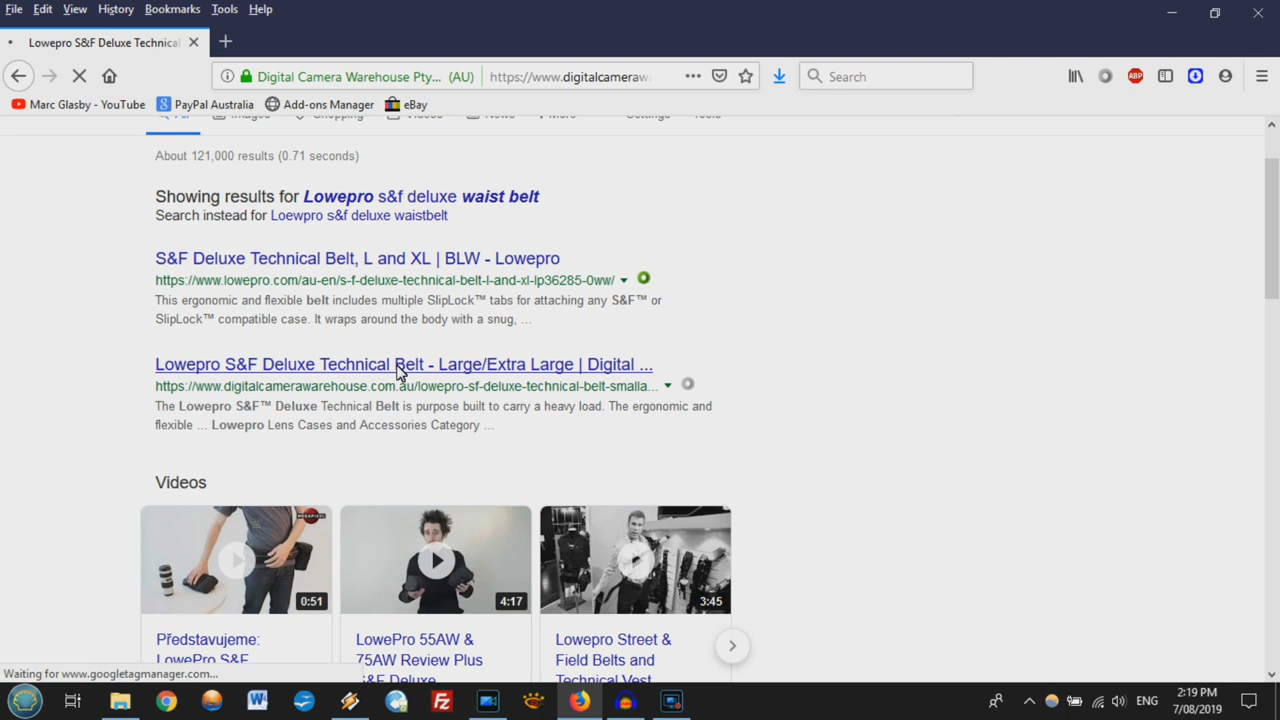 File Edit View History Bookmarks Tools Help
Lowepro S&F Deluxe Technical
Digital Camera Warehouse Pty... (AU) https://www.digitalcameraw
Search
ABP
Marc Glasby - YouTube PayPal Australia Add-ons Manager eBay
All Images Shopping Videos News More Settings Tools
About 121,000 results (0.71 seconds)
Showing results for Lowepro s&f deluxe waist belt
Search instead for Loewpro s&f deluxe waistbelt
S&F Deluxe Technical Belt, L and XL | BLW - Lowepro
https://www.lowepro.com/au-en/s-f-deluxe-technical-belt-l-and-xl-lp36285-0ww/
This ergonomic and flexible belt includes multiple SlipLock™ tabs for attaching any S&F™ or
SlipLock™ compatible case. It wraps around the body with a snug, ...
Lowepro S&F Deluxe Technical Belt - Large/Extra Large | Digital ...
https://www.digitalcamerawarehouse.com.au/lowepro-sf-deluxe-technical-belt-smalla...
The Lowepro S&F™ Deluxe Technical Belt is purpose built to carry a heavy load. The ergonomic and
flexible ... Lowepro Lens Cases and Accessories Category ...
Videos
MEGAPIXEL
0:51
4:17
3:45
Představujeme:
LowePro S&F
LowePro 55AW &
75AW Review Plus
S&F Deluxe
Lowepro Street &
Field Belts and
Technical Vest
Waiting for www.googletagmanager.com...
ENG
2:19 PM
7/08/2019